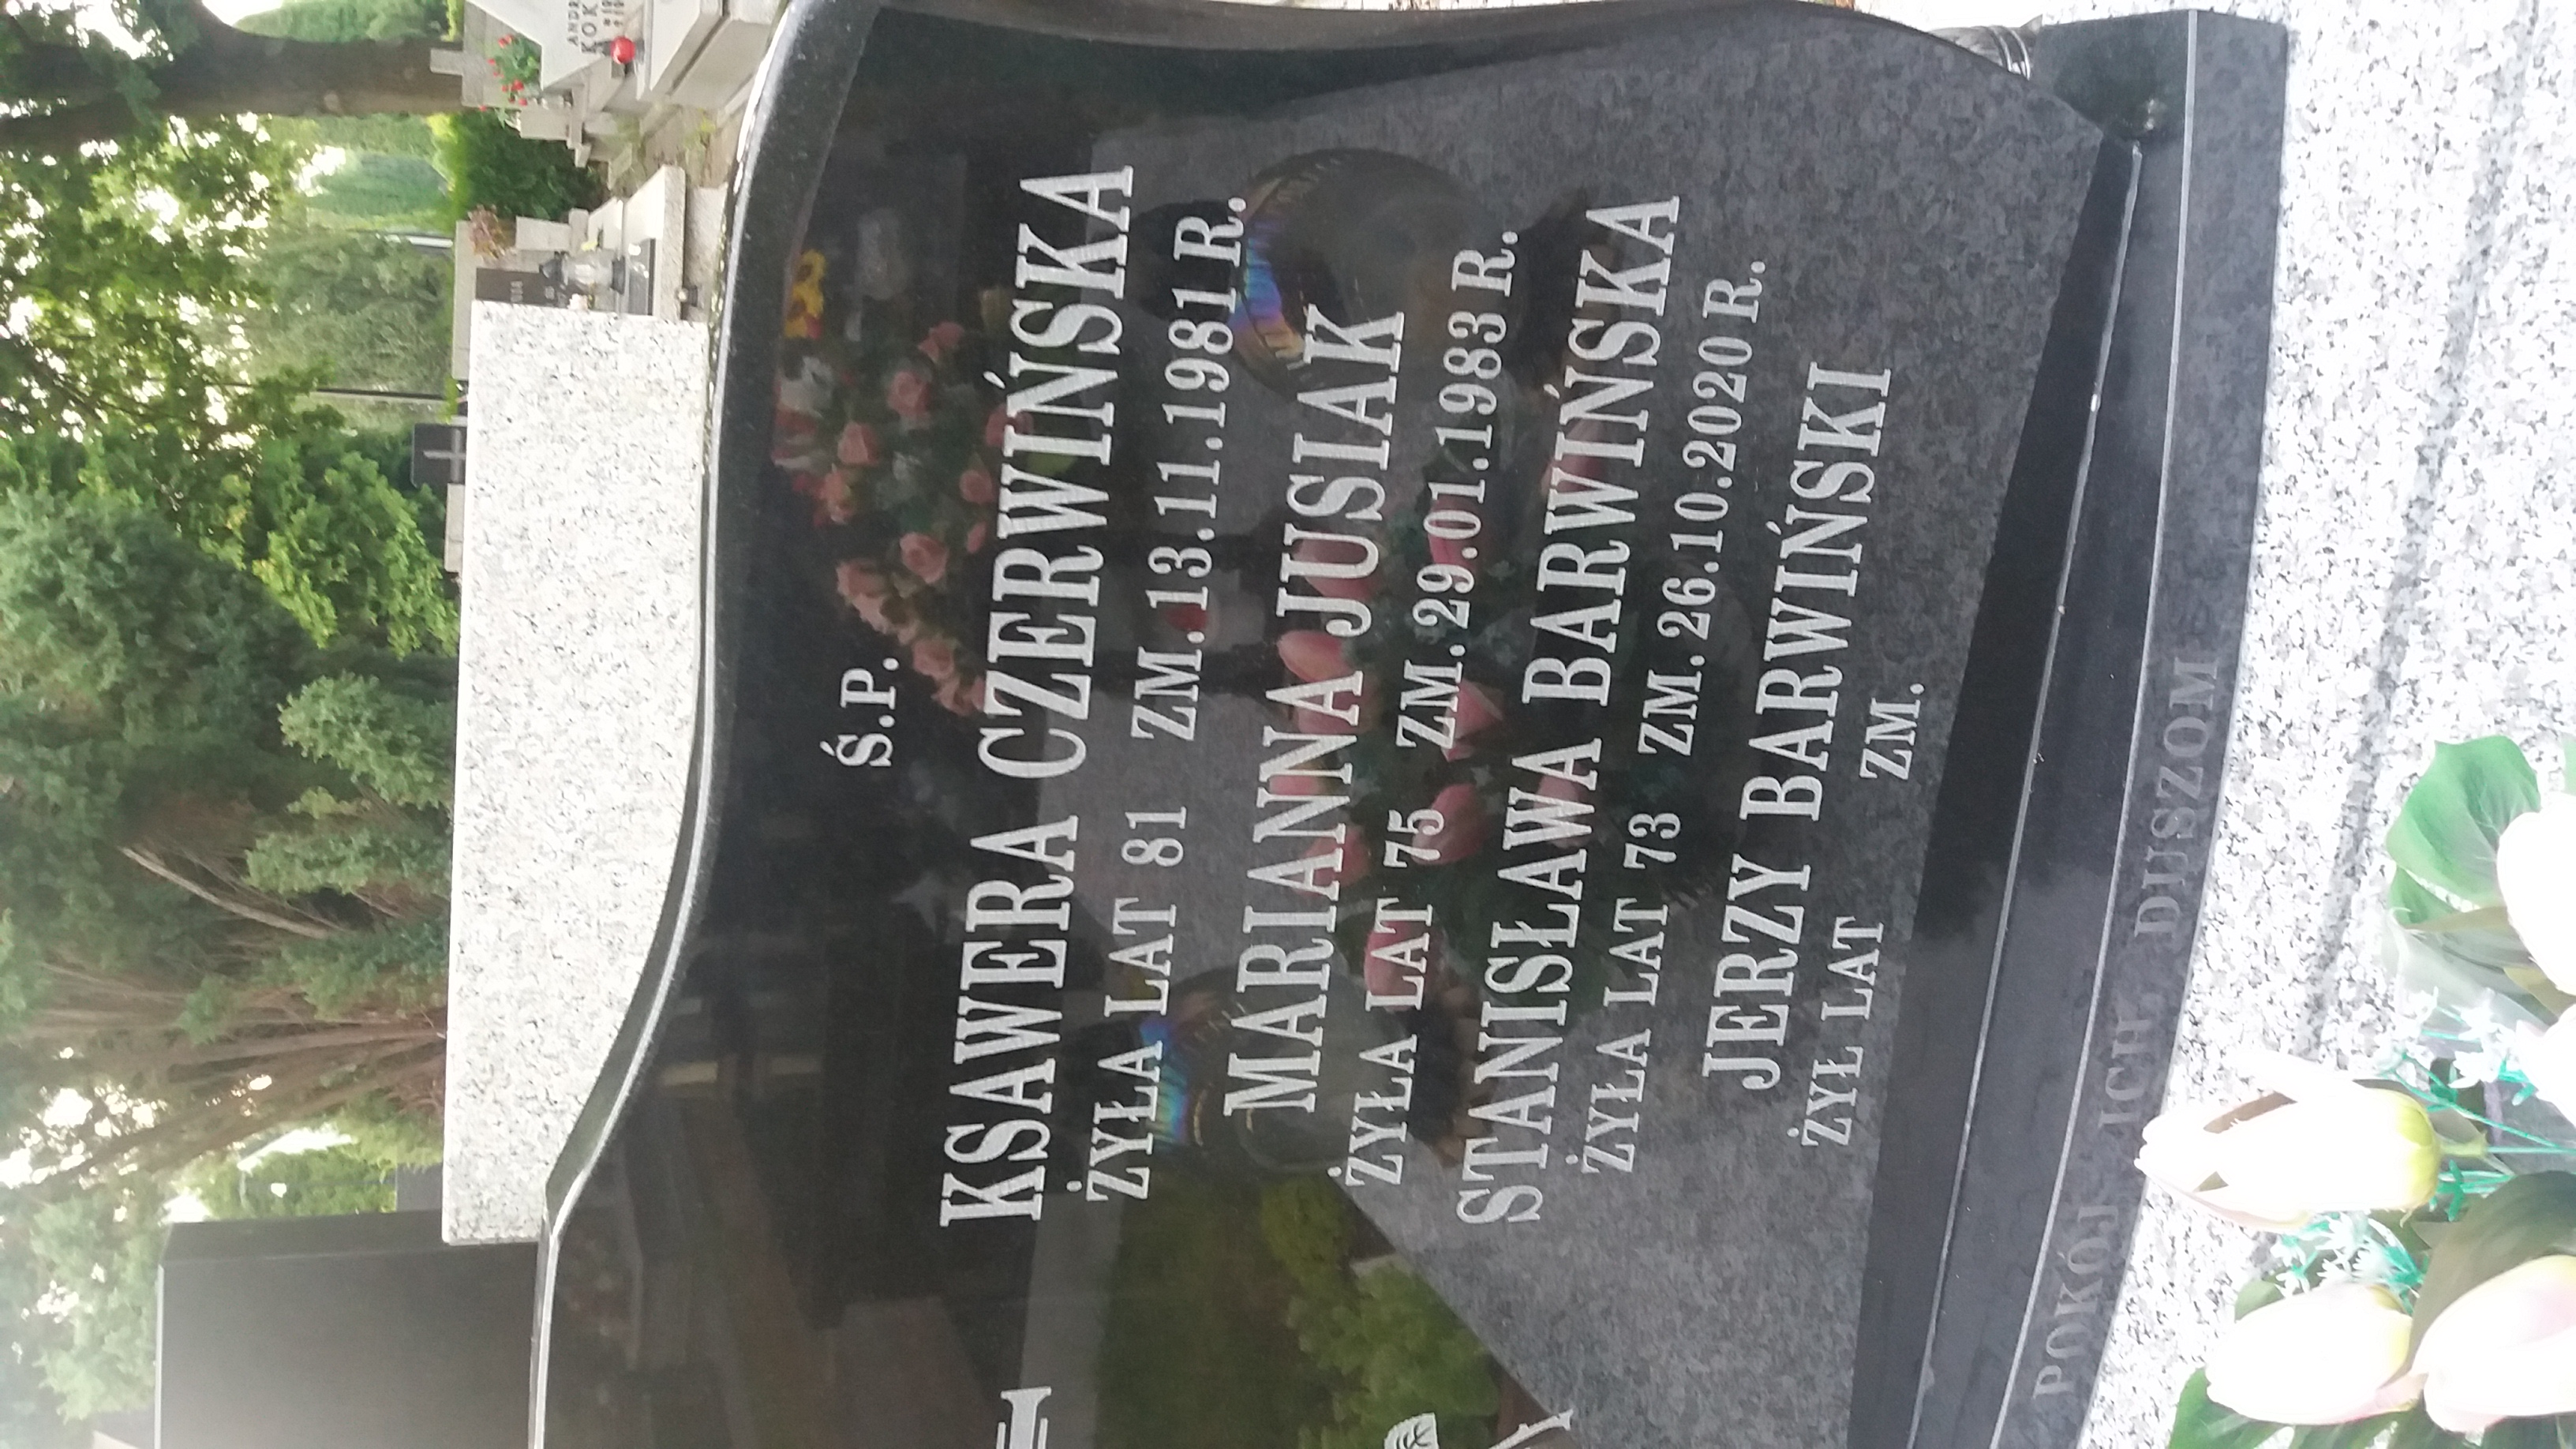 Ś.P.
KSAWERA CZERWIŃSKA
ŻYŁA LAT 81 ZM.13.11.1981 R.
MARIANNA JUSIAK
ŻYŁA LAT 75 ZM.29.01.1983 R.
STANISŁAWA BARWIŃSKA
ŻYŁA LAT 73 ZM.26.10.2020 R.
JERZY BARWIŃSKI
ŻYŁ LAT ZM.
POKÓJ ICH DUSZOM